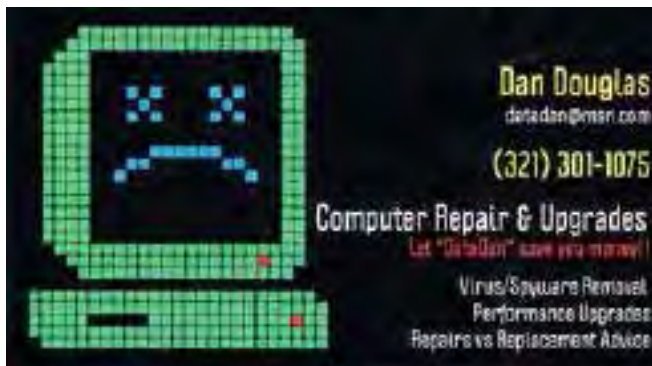 Dan Douglas
datadan@msn.com
(321) 301-1075
Computer Repair & Upgrades
Let "DataDan" save you money!!
Virus/Spyware Removal
Performance Upgrades
Repairs vs Replacement Advice